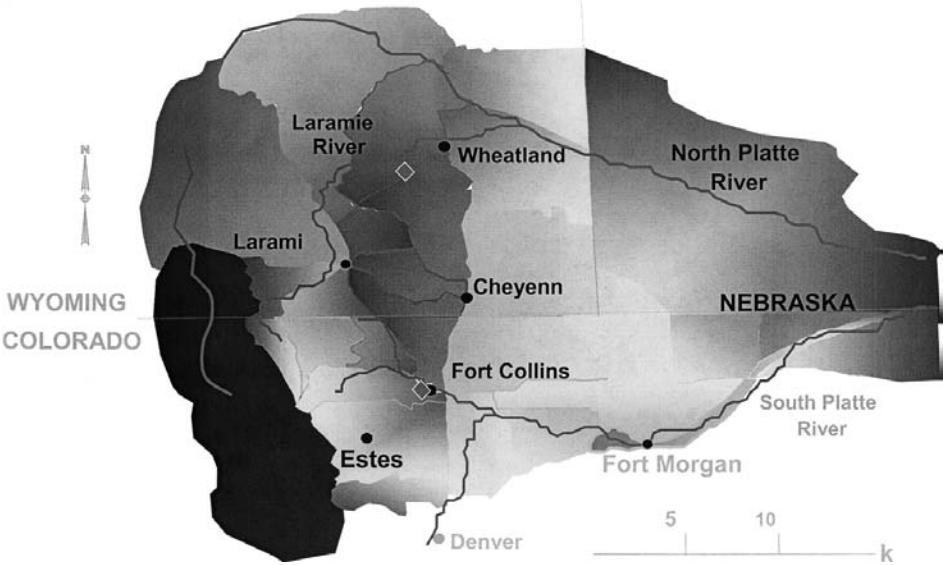 Laramie
River
Wheatland
N
North Platte
River
Larami
Cheyenn
WYOMING
NEBRASKA
COLORADO
Fort Collins
South Platte
River
Estes
Fort Morgan
5
10
Denver
k